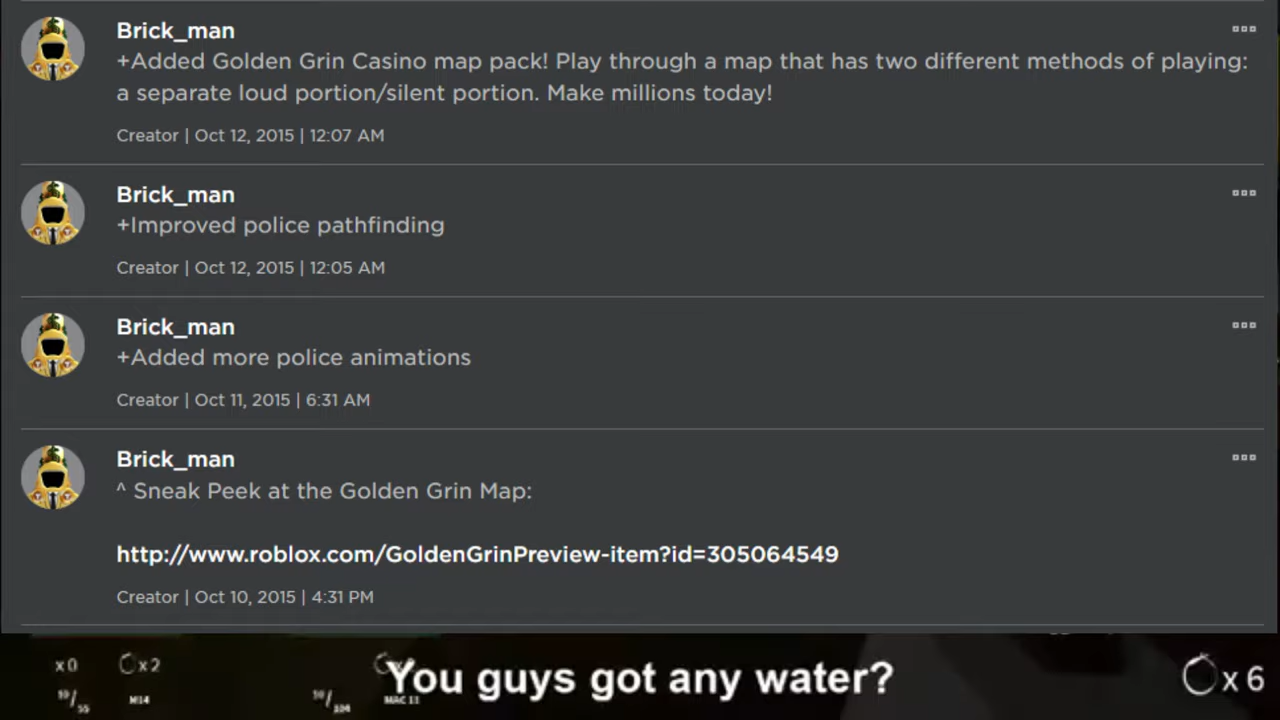 Brick_man
+Added Golden Grin Casino map pack! Play through a map that has two different methods of playing:
a separate loud portion/silent portion. Make millions today!
Creator | Oct 12, 2015 | 12:07 AM
Brick_man
+Improved police pathfinding
Creator | Oct 12, 2015 | 12:05 AM
Brick_man
+Added more police animations
Creator | Oct 11, 2015 | 6:31 AM
Brick_man
^ Sneak Peek at the Golden Grin Map:
http://www.roblox.com/GoldenGrinPreview-item?id=305064549
Creator | Oct 10, 2015 | 4:31 PM
x0 x2
You guys got any water?
x 6
M14